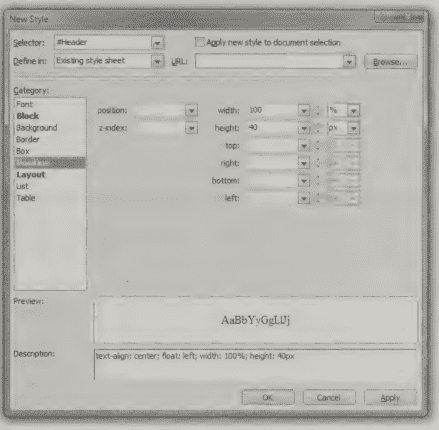 New Style
Selector: #Header Apply new style to document selection
Define in: Existing style sheet URL: Browse...
Category:
Font
Block
Background
Border
Box
Layout
List
Table
position: width: 100 %
z-index: height: 40 px
top:
right:
bottom:
left:
Preview:
AaBbYyGgLlJj
Description: text-align: center; float: left; width: 100%; height: 40px
OK Cancel Apply